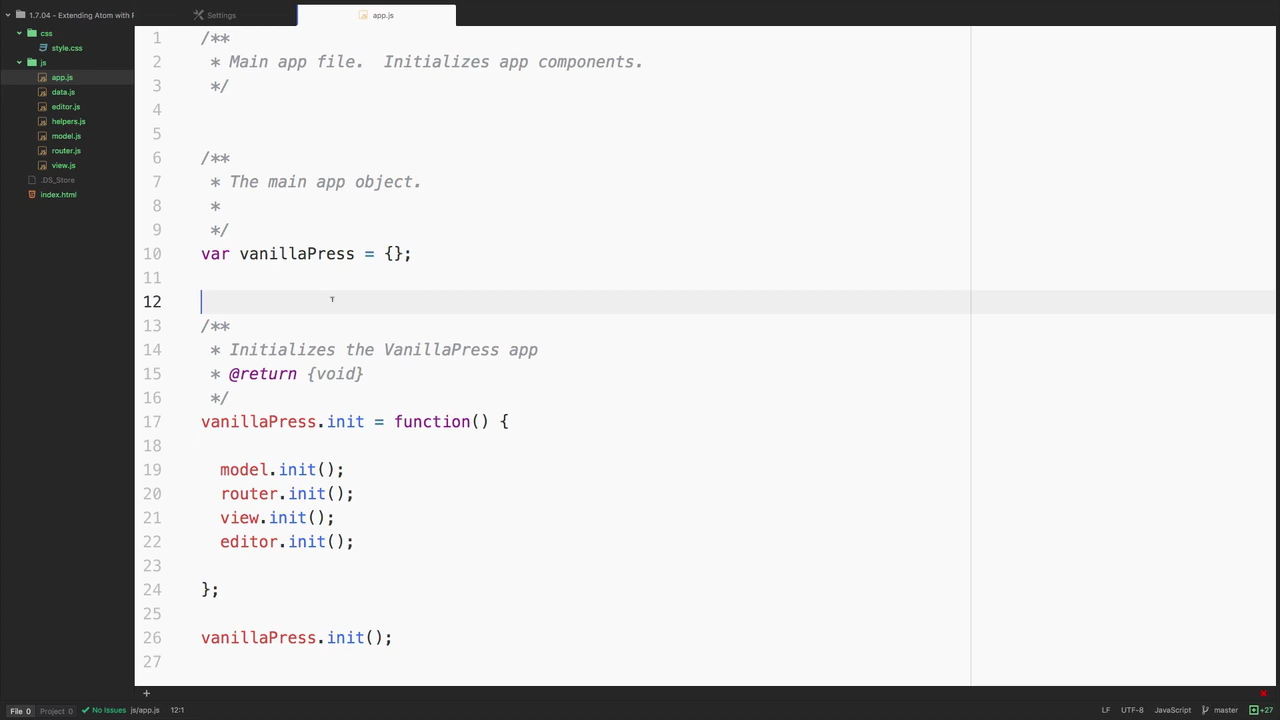 1.7.04 - Extending Atom with P
Settings
app.js
css
style.css
js
app.js
data.js
editor.js
helpers.js
model.js
router.js
view.js
.DS_Store
index.html
1 /**
2  * Main app file.  Initializes app components.
3  */
4
5
6 /**
7  * The main app object.
8  *
9  */
10 var vanillaPress = {};
11
12
13 /**
14  * Initializes the VanillaPress app
15  * @return {void}
16  */
17 vanillaPress.init = function() {
18
19   model.init();
20   router.init();
21   view.init();
22   editor.init();
23
24 };
25
26 vanillaPress.init();
27
+
File 0 Project 0 No Issues js/app.js 12:1 LF UTF-8 JavaScript master +27